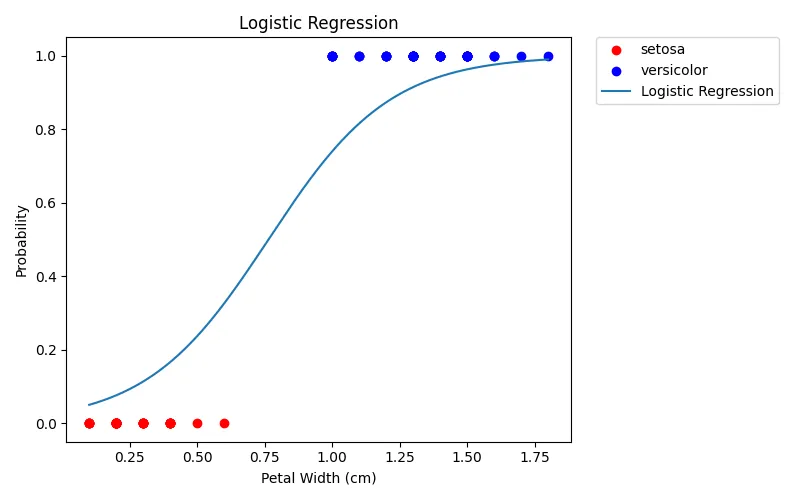 Logistic Regression
setosa
versicolor
Logistic Regression
Probability
1.0
0.8
0.6
0.4
0.2
0.0
0.25 0.50 0.75 1.00 1.25 1.50 1.75
Petal Width (cm)